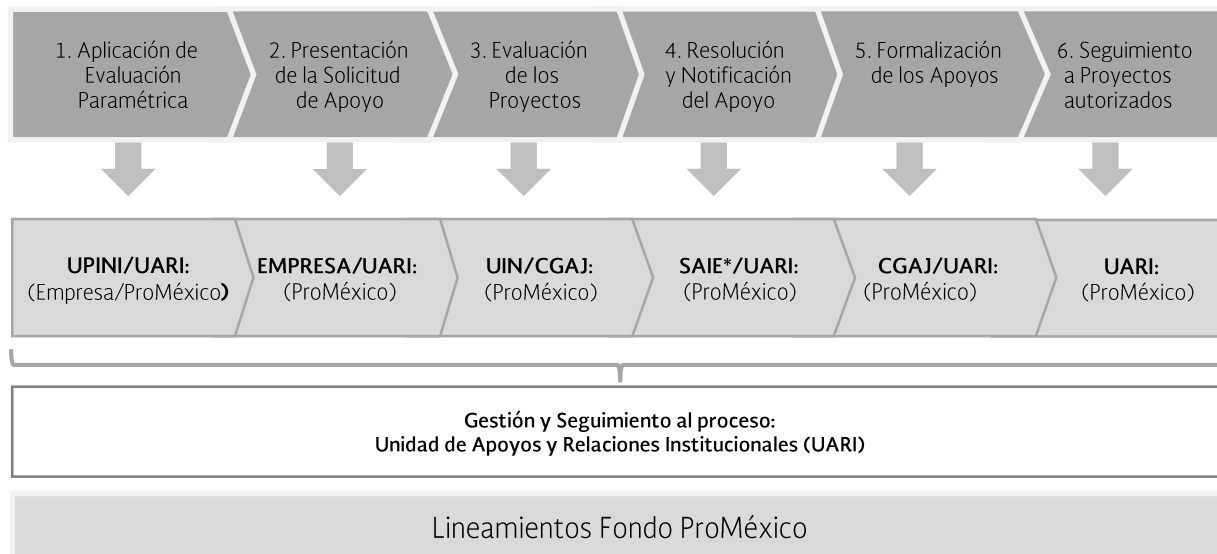 1. Aplicación de
Evaluación
Paramétrica
2. Presentación
de la Solicitud
de Apoyo
3. Evaluación
de los
Proyectos
4. Resolución
y Notificación
del Apoyo
5. Formalización
de los Apoyos
6. Seguimiento
a Proyectos
autorizados
UPINI/UARI:
(Empresa/ProMéxico)
EMPRESA/UARI:
(ProMéxico)
UIN/CGAJ:
(ProMéxico)
SAIE*/UARI:
(ProMéxico)
CGAJ/UARI:
(ProMéxico)
UARI:
(ProMéxico)
Gestión y Seguimiento al proceso:
Unidad de Apoyos y Relaciones Institucionales (UARI)
Lineamientos Fondo ProMéxico